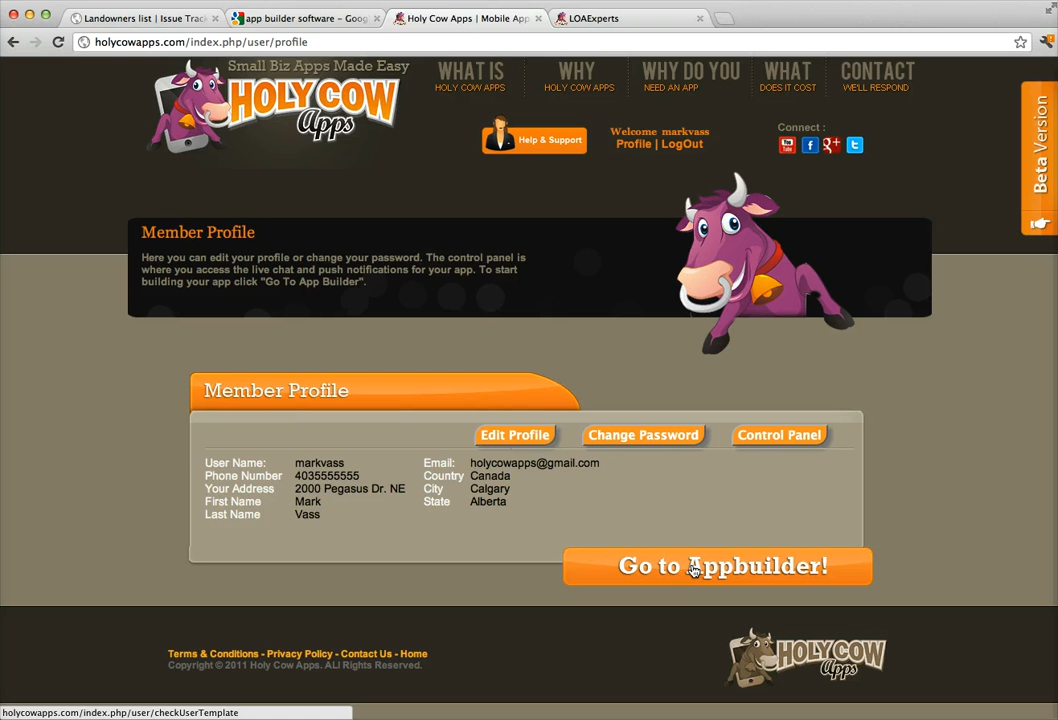 Landowners list | Issue Track
app builder software – Goog
Holy Cow Apps | Mobile App
LOAExperts
holycowapps.com/index.php/user/profile
Small Biz Apps Made Easy
HOLY COW
Apps
WHAT IS
HOLY COW APPS
WHY
HOLY COW APPS
WHY DO YOU
NEED AN APP
WHAT
DOES IT COST
CONTACT
WE'LL RESPOND
Help & Support
Welcome markvass
Profile | LogOut
Connect :
Beta Version
Member Profile
Here you can edit your profile or change your password. The control panel is
where you access the live chat and push notifications for your app. To start
building your app click "Go To App Builder".
Member Profile
Edit Profile
Change Password
Control Panel
User Name: markvass Email: holycowapps@gmail.com
Phone Number 4035555555 Country Canada
Your Address 2000 Pegasus Dr. NE City Calgary
First Name Mark State Alberta
Last Name Vass
Go to Appbuilder!
Terms & Conditions - Privacy Policy - Contact Us - Home
Copyright © 2011 Holy Cow Apps. ALl Rights Reserved.
HOLY COW
Apps
holycowapps.com/index.php/user/checkUserTemplate